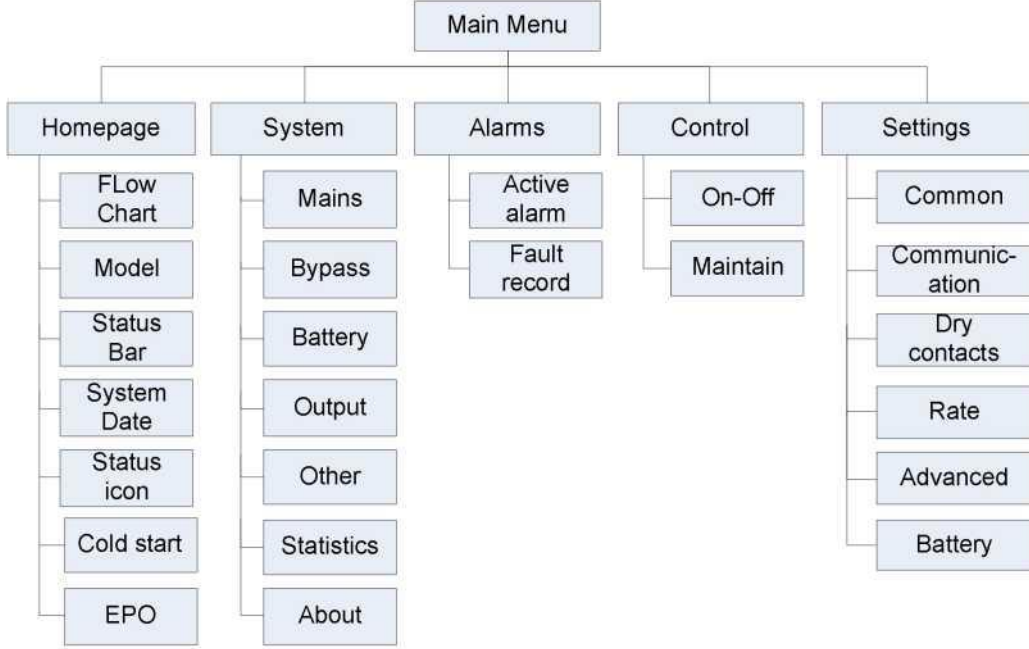 Main Menu
Homepage
System
Alarms
Control
Settings
FLow
Chart
Model
Status
Bar
System
Date
Status
icon
Cold start
EPO
Mains
Bypass
Battery
Output
Other
Statistics
About
Active
alarm
Fault
record
On-Off
Maintain
Common
Communic-
ation
Dry
contacts
Rate
Advanced
Battery